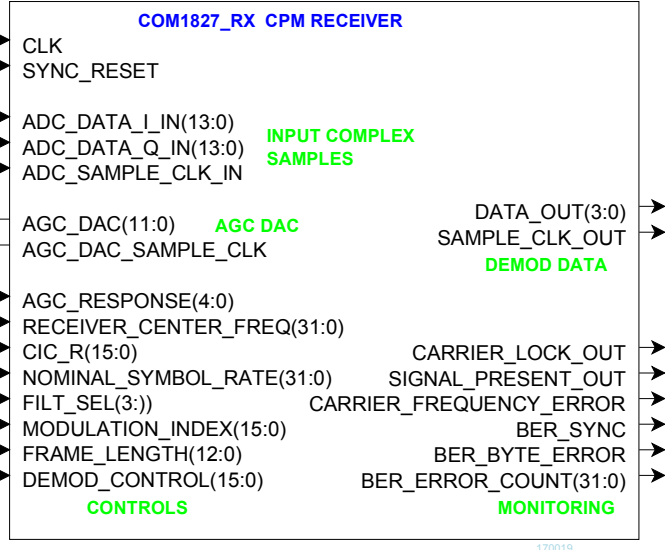 COM1827_RX CPM RECEIVER
CLK
SYNC_RESET
ADC_DATA_I_IN(13:0)
ADC_DATA_Q_IN(13:0)
ADC_SAMPLE_CLK_IN
INPUT COMPLEX
SAMPLES
AGC_DAC(11:0)
AGC_DAC_SAMPLE_CLK
AGC DAC
DATA_OUT(3:0)
SAMPLE_CLK_OUT
DEMOD DATA
AGC_RESPONSE(4:0)
RECEIVER_CENTER_FREQ(31:0)
CIC_R(15:0)
NOMINAL_SYMBOL_RATE(31:0)
FILT_SEL(3:))
MODULATION_INDEX(15:0)
FRAME_LENGTH(12:0)
DEMOD_CONTROL(15:0)
CONTROLS
CARRIER_LOCK_OUT
SIGNAL_PRESENT_OUT
CARRIER_FREQUENCY_ERROR
BER_SYNC
BER_BYTE_ERROR
BER_ERROR_COUNT(31:0)
MONITORING
170019